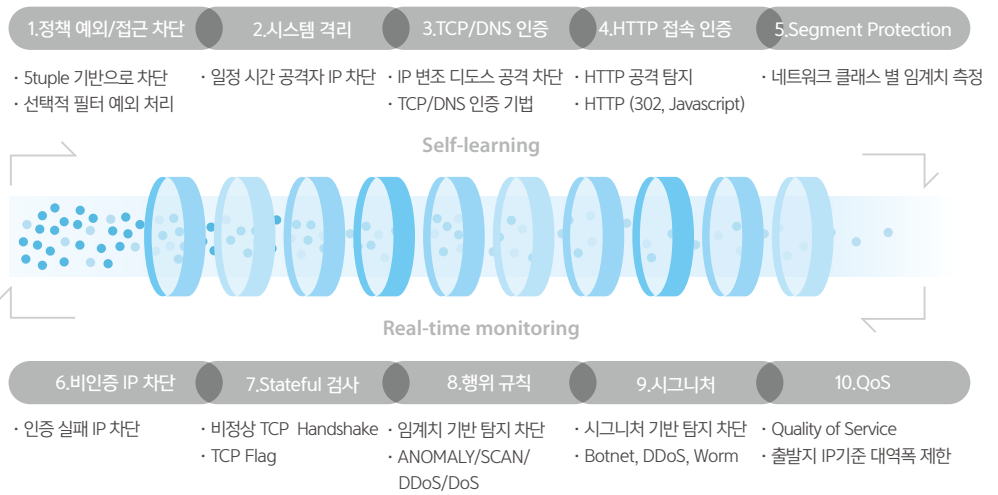 1.정책 예외/접근 차단
2.시스템 격리
3.TCP/DNS 인증
4.HTTP 접속 인증
5.Segment Protection
· 5tuple 기반으로 차단
· 선택적 필터 예외 처리
· 일정 시간 공격자 IP 차단
· IP 변조 디도스 공격 차단
· TCP/DNS 인증 기법
· HTTP 공격 탐지
· HTTP (302, Javascript)
· 네트워크 클래스 별 임계치 측정
Self-learning
Real-time monitoring
6.비인증 IP 차단
7.Stateful 검사
8.행위 규칙
9.시그니처
10.QoS
· 인증 실패 IP 차단
· 비정상 TCP Handshake
· TCP Flag
· 임계치 기반 탐지 차단
· ANOMALY/SCAN/
DDoS/DoS
· 시그니처 기반 탐지 차단
· Botnet, DDoS, Worm
· Quality of Service
· 출발지 IP기준 대역폭 제한